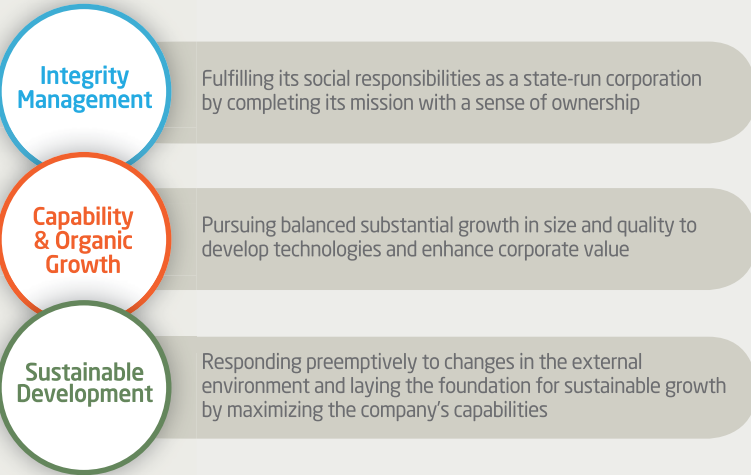 Integrity
Management
Fulfilling its social responsibilities as a state-run corporation
by completing its mission with a sense of ownership
Capability
& Organic
Growth
Pursuing balanced substantial growth in size and quality to
develop technologies and enhance corporate value
Sustainable
Development
Responding preemptively to changes in the external
environment and laying the foundation for sustainable growth
by maximizing the company's capabilities